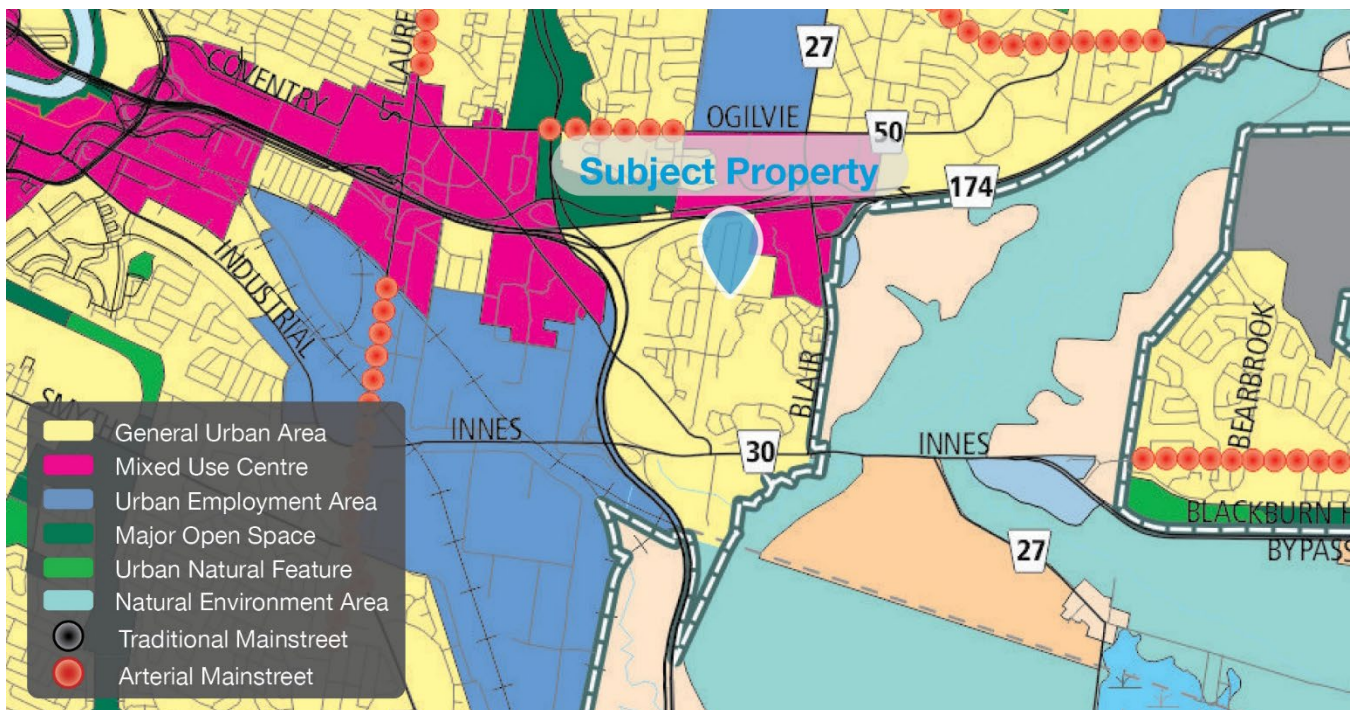 COVENTRY
ST. LAURE
27
OGILVIE
50
Subject Property
174
INDUSTRIAL
BLAIR
BEARBROOK
SMYTH
INNES
30
INNES
BLACKBURN H
BYPASS
27
General Urban Area
Mixed Use Centre
Urban Employment Area
Major Open Space
Urban Natural Feature
Natural Environment Area
Traditional Mainstreet
Arterial Mainstreet